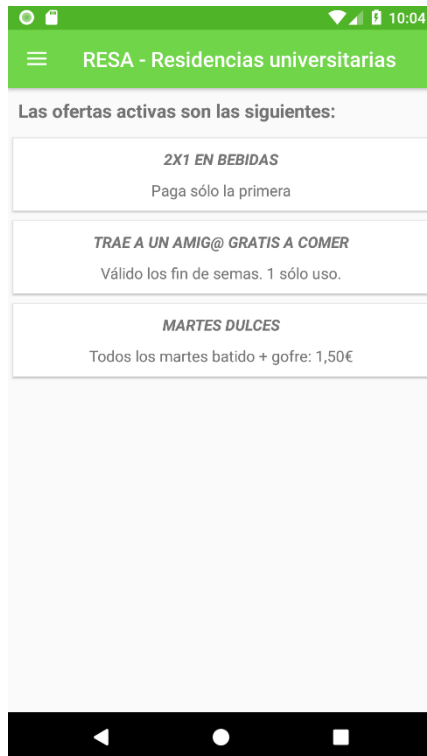 10:04
RESA - Residencias universitarias
Las ofertas activas son las siguientes:
2X1 EN BEBIDAS
Paga sólo la primera
TRAE A UN AMIG@ GRATIS A COMER
Válido los fin de semas. 1 sólo uso.
MARTES DULCES
Todos los martes batido + gofre: 1,50€